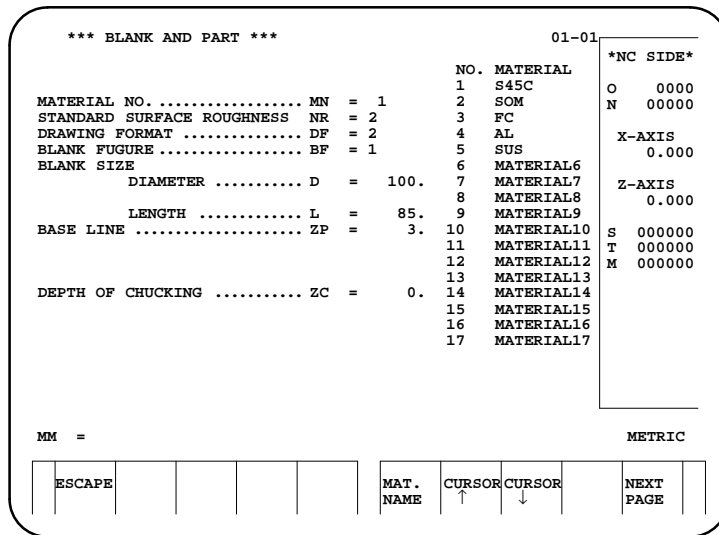 *** BLANK AND PART *** 01-01
*NC SIDE*
NO. MATERIAL
1 S45C
O 0000
MATERIAL NO. .................. MN = 1 2 SOM
N 00000
STANDARD SURFACE ROUGHNESS NR = 2 3 FC
DRAWING FORMAT ............... DF = 2 4 AL
X-AXIS
BLANK FUGURE .................. BF = 1 5 SUS
0.000
BLANK SIZE 6 MATERIAL6
DIAMETER ........... D = 100. 7 MATERIAL7
Z-AXIS
8 MATERIAL8
0.000
LENGTH ............. L = 85. 9 MATERIAL9
BASE LINE ..................... ZP = 3. 10 MATERIAL10
S 000000
11 MATERIAL11
T 000000
12 MATERIAL12
M 000000
13 MATERIAL13
DEPTH OF CHUCKING ........... ZC = 0. 14 MATERIAL14
15 MATERIAL15
16 MATERIAL16
17 MATERIAL17
MM = METRIC
ESCAPE MAT. NAME CURSOR ↑ CURSOR ↓ NEXT PAGE